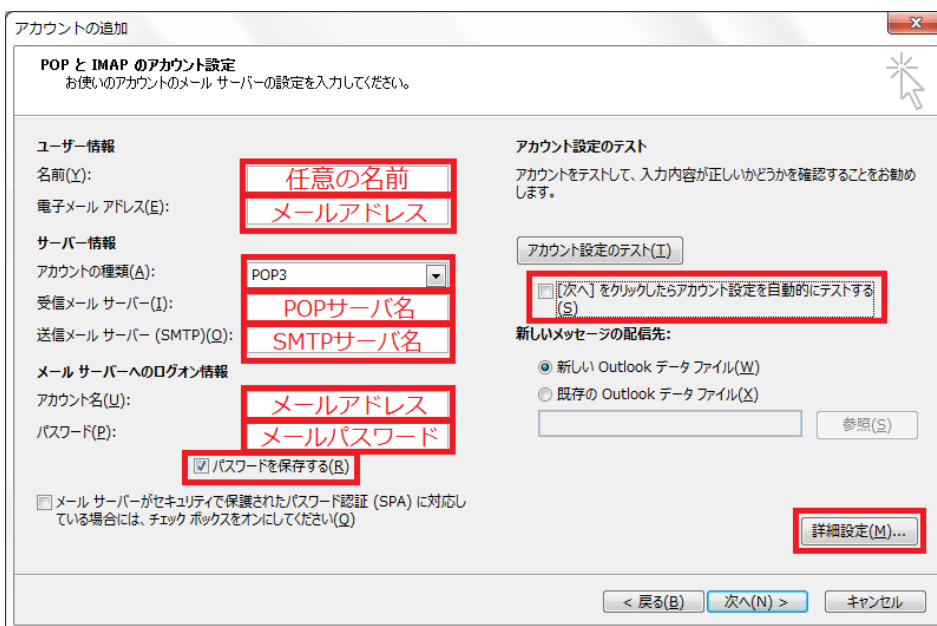 アカウントの追加
POP と IMAP のアカウント設定
お使いのアカウントのメール サーバーの設定を入力してください。
ユーザー情報
名前(Y):
任意の名前
電子メール アドレス(E):
メールアドレス
サーバー情報
アカウントの種類(A):
POP3
受信メール サーバー(I):
POPサーバ名
送信メール サーバー (SMTP)(O):
SMTPサーバ名
メール サーバーへのログオン情報
アカウント名(U):
メールアドレス
パスワード(P):
メールパスワード
パスワードを保存する(R)
メール サーバーがセキュリティで保護されたパスワード認証 (SPA) に対応し
ている場合には、チェック ボックスをオンにしてください(Q)
アカウント設定のテスト
アカウントをテストして、入力内容が正しいかどうかを確認することをお勧め
します。
アカウント設定のテスト(T)
[次へ] をクリックしたらアカウント設定を自動的にテストする
(S)
新しいメッセージの配信先:
新しい Outlook データ ファイル(W)
既存の Outlook データ ファイル(X)
参照(S)
詳細設定(M)...
< 戻る(B)
次へ(N) >
キャンセル